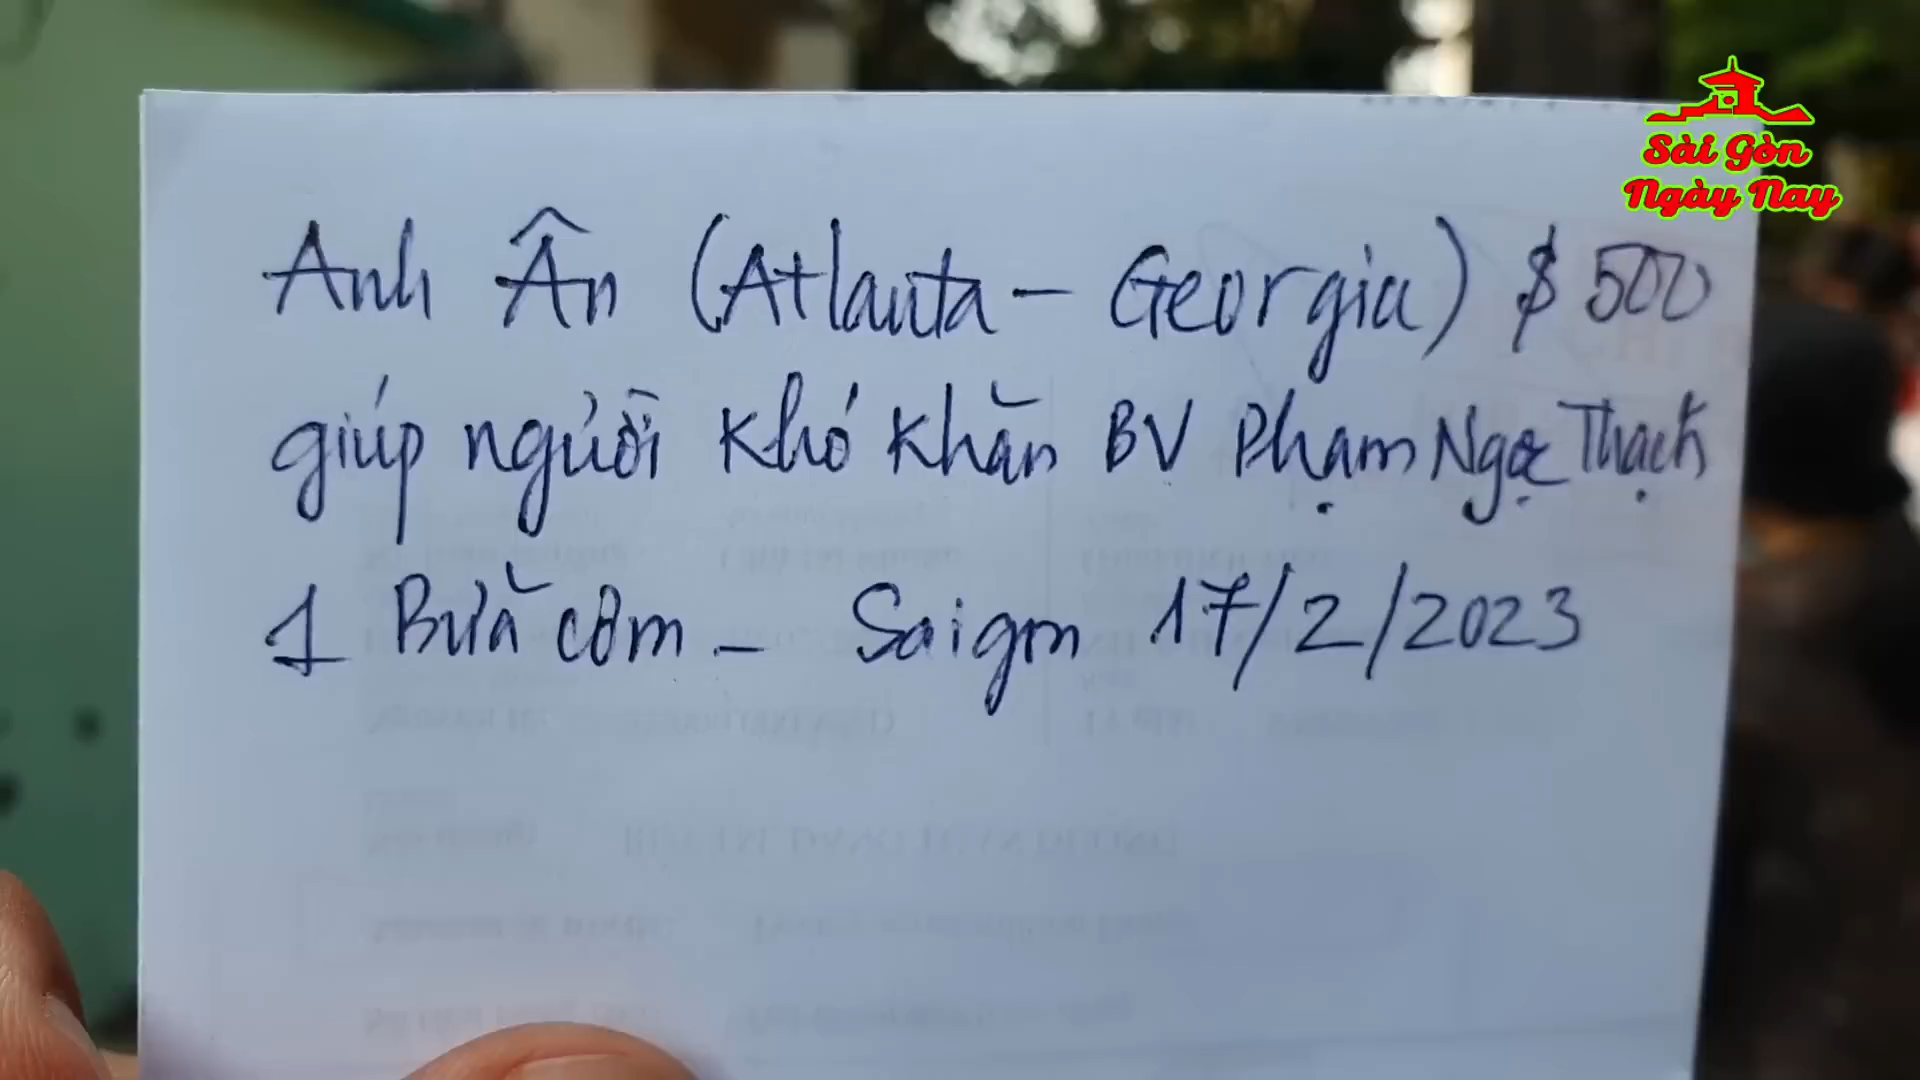 Sài Gòn
Ngày Nay
Anh Ân (Atlanta - Georgia) $500
giúp người khó khăn BV Phạm Ngọc Thạch
1 Bữa cơm - Saigon 17/2/2023